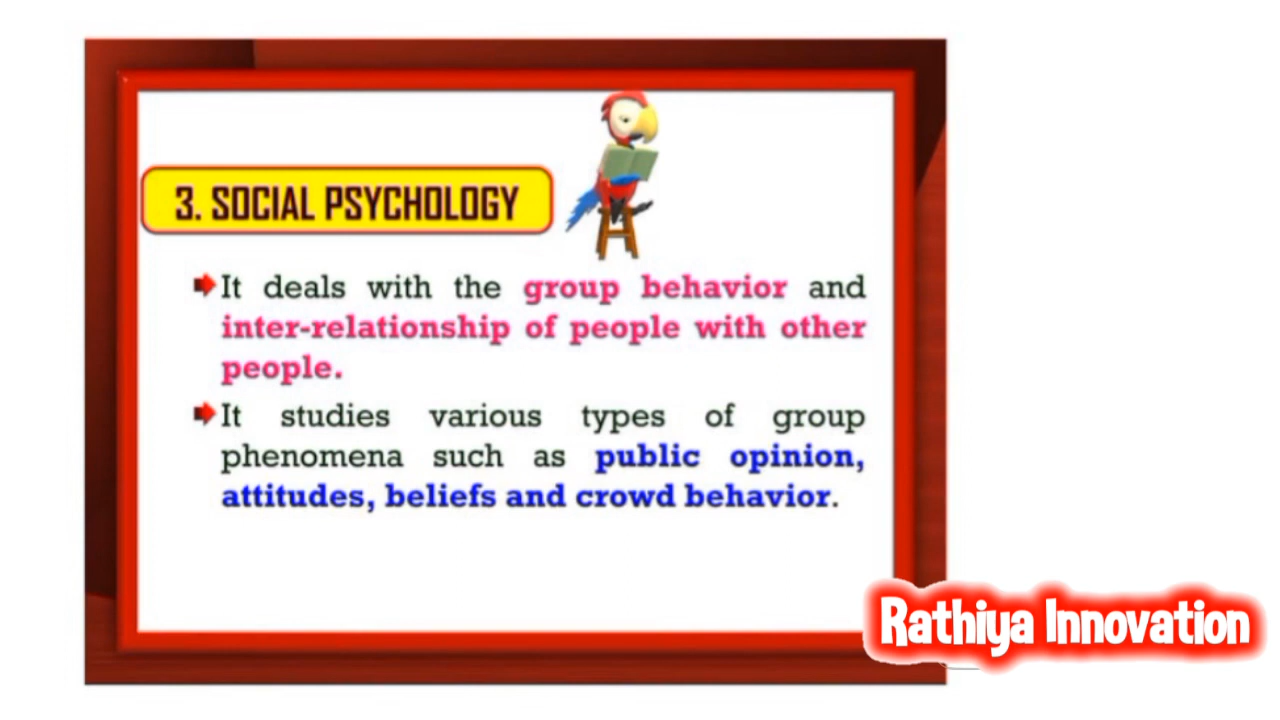 3. SOCIAL PSYCHOLOGY
It deals with the group behavior and
inter-relationship of people with other
people.
It studies various types of group
phenomena such as public opinion,
attitudes, beliefs and crowd behavior.
Rathiya Innovation